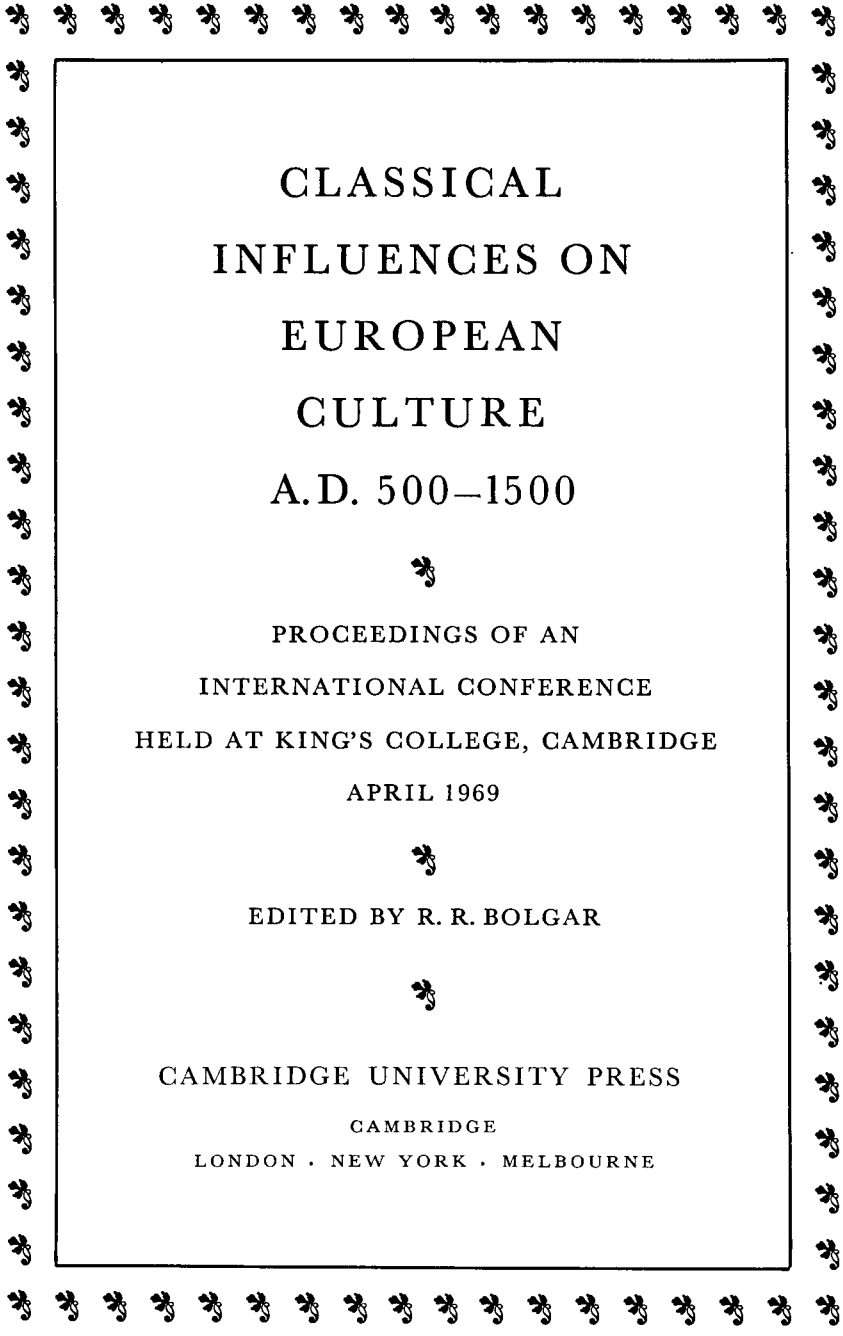 CLASSICAL
INFLUENCES ON
EUROPEAN
CULTURE
A.D. 500–1500
PROCEEDINGS OF AN
INTERNATIONAL CONFERENCE
HELD AT KING'S COLLEGE, CAMBRIDGE
APRIL 1969
EDITED BY R. R. BOLGAR
CAMBRIDGE UNIVERSITY PRESS
CAMBRIDGE
LONDON . NEW YORK . MELBOURNE